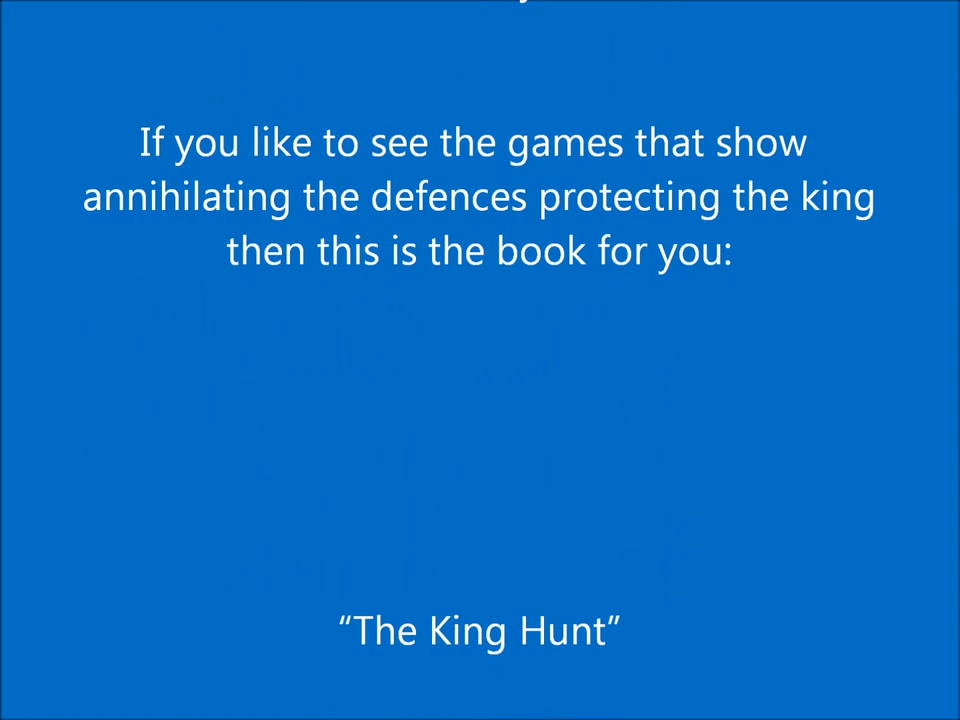 If you like to see the games that show
annihilating the defences protecting the king
then this is the book for you:
“The King Hunt”